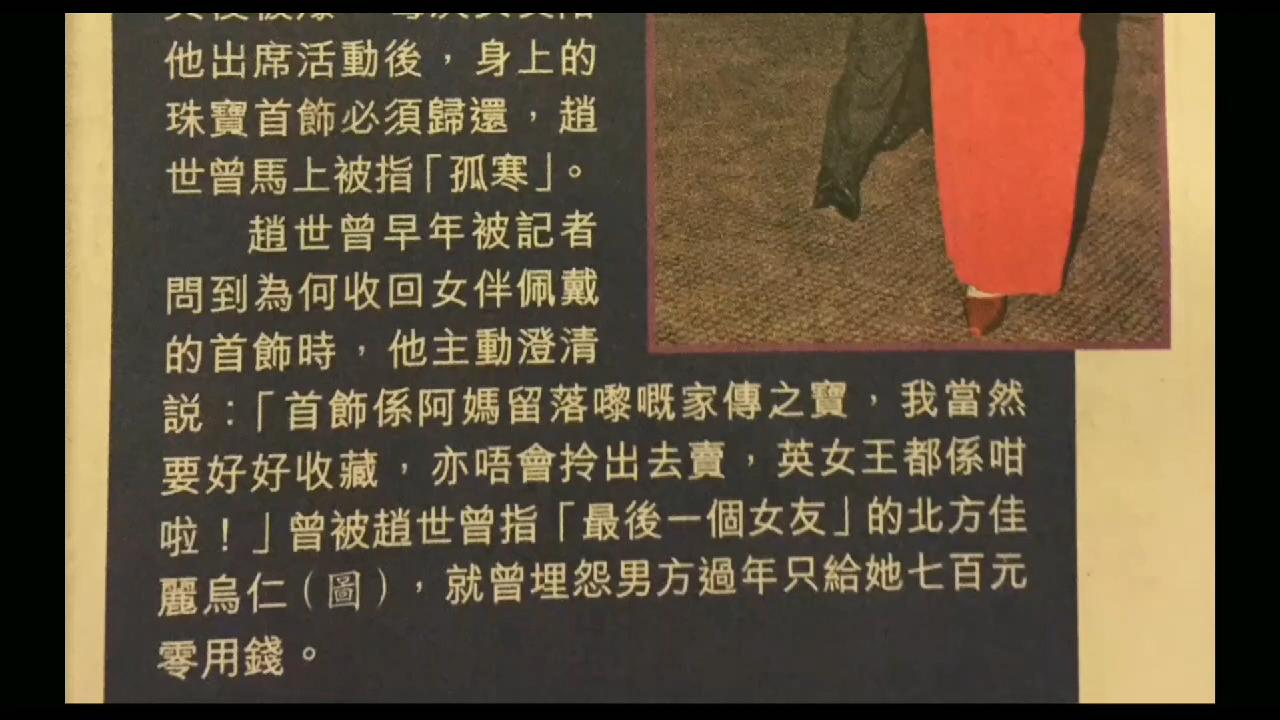 他出席活動後，身上的
珠寶首飾必須歸還，趙
世曾馬上被指「孤寒」。
趙世曾早年被記者
問到為何收回女伴佩戴
的首飾時，他主動澄清
説：「首飾係阿媽留落嚟嘅家傳之寶，我當然
要好好收藏，亦唔會拎出去賣，英女王都係咁
啦！」曾被趙世曾指「最後一個女友」的北方佳
麗烏仁（圖），就曾埋怨男方過年只給她七百元
零用錢。